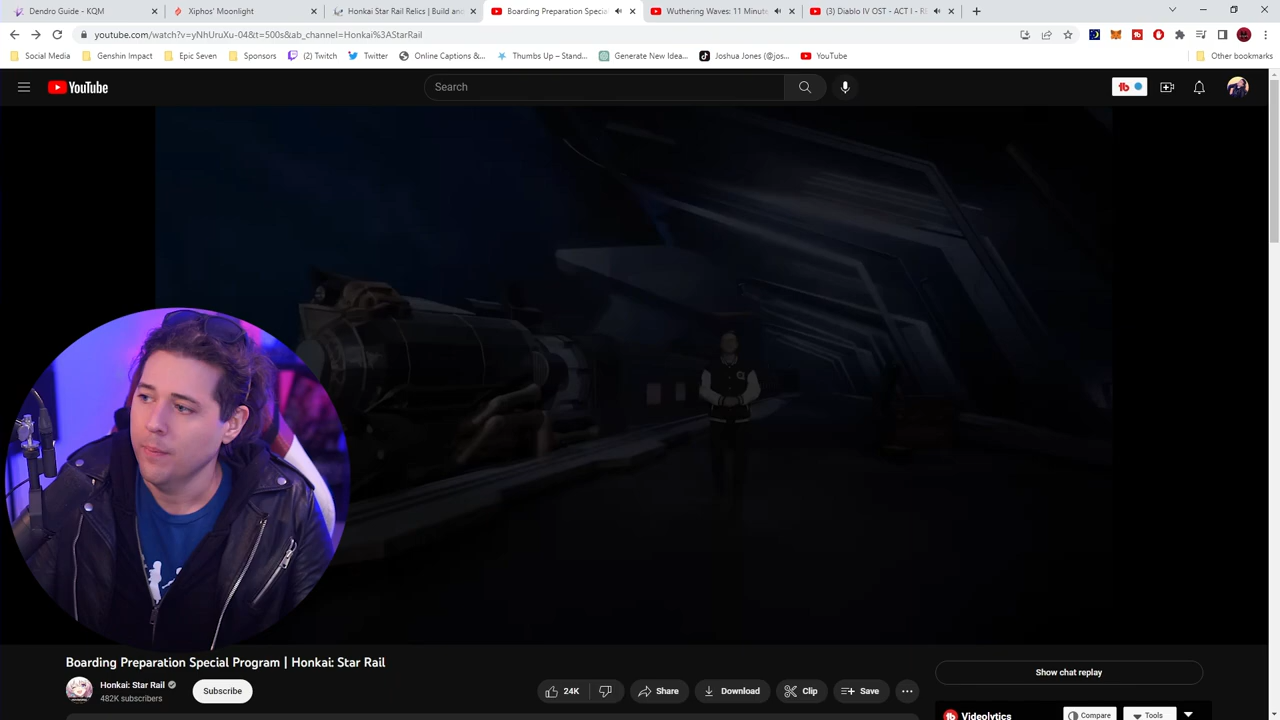 Dendro Guide - KQM
Xiphos' Moonlight
Honkai Star Rail Relics | Build and
Boarding Preparation Specia
Wuthering Waves: 11 Minute
(3) Diablo IV OST - ACT I - R
youtube.com/watch?v=yNhUruXu-04&t=500s&ab_channel=Honkai%3AStarRail
Social Media
Genshin Impact
Epic Seven
Sponsors
(2) Twitch
Twitter
Online Captions &...
Thumbs Up – Stand...
Generate New Idea...
Joshua Jones (@jos...
YouTube
Other bookmarks
YouTube
Search
Boarding Preparation Special Program | Honkai: Star Rail
Honkai: Star Rail
482K subscribers
Subscribe
24K
Share
Download
Clip
Save
Show chat replay
Videolytics
Compare
Tools